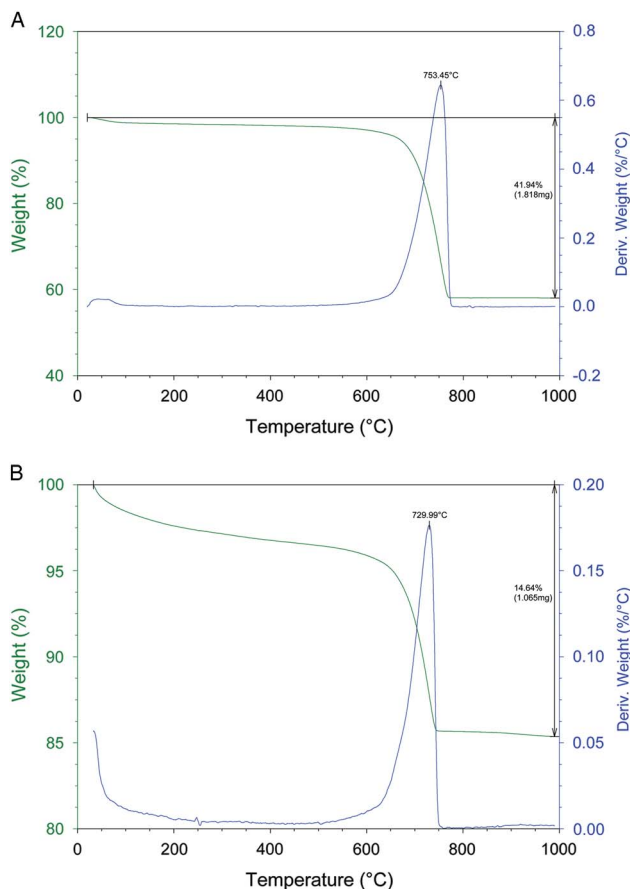 A
120
100
80
60
40
Weight (%)
753.45°C
41.94%
(1.818mg)
0.8
0.6
0.4
0.2
0.0
-0.2
Deriv. Weight (%/°C)
0
200
400
600
800
1000
Temperature (°C)
B
100
95
90
85
80
Weight (%)
729.99°C
14.64%
(1.065mg)
0.20
0.15
0.10
0.05
0.00
Deriv. Weight (%/°C)
0
200
400
600
800
1000
Temperature (°C)